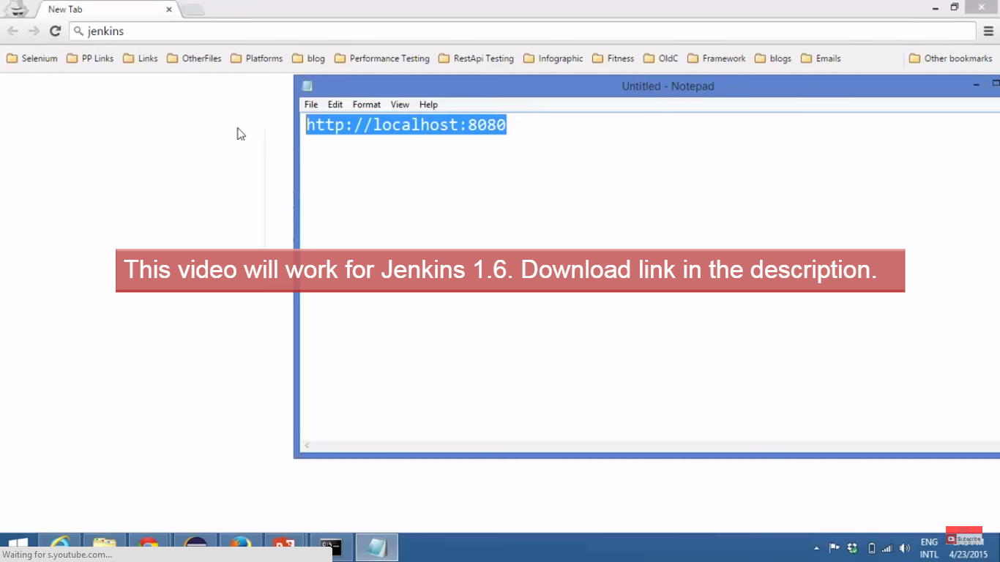 New Tab
jenkins
Selenium PP Links Links OtherFiles Platforms blog Performance Testing RestApi Testing Infographic Fitness OldC Framework blogs Emails Other bookmarks
Untitled - Notepad
File Edit Format View Help
http://localhost:8080
This video will work for Jenkins 1.6. Download link in the description.
Waiting for s.youtube.com...
ENG
INTL
Subscribe
4/23/2015